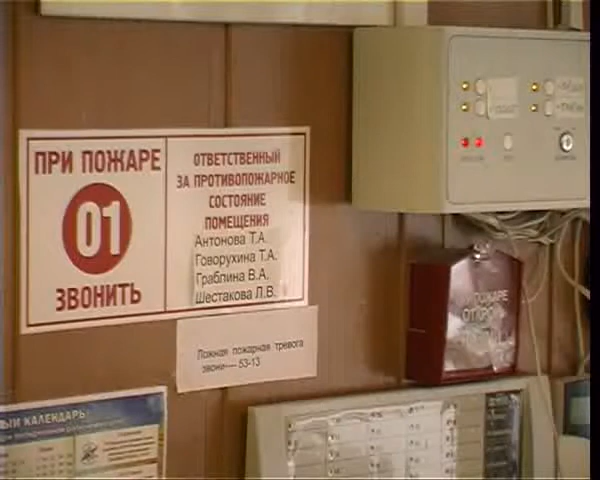 ПРИ ПОЖАРЕ
01
ЗВОНИТЬ
ОТВЕТСТВЕННЫЙ
ЗА ПРОТИВОПОЖАРНОЕ
СОСТОЯНИЕ
ПОМЕЩЕНИЯ
Антонова Т.А.
Говорухина Т.А.
Граблина В.А.
Шестакова Л.В.
Ложная пожарная тревога
звони—— 53-13
ПОЖАРЕ
КАЛЕНДАРЬ